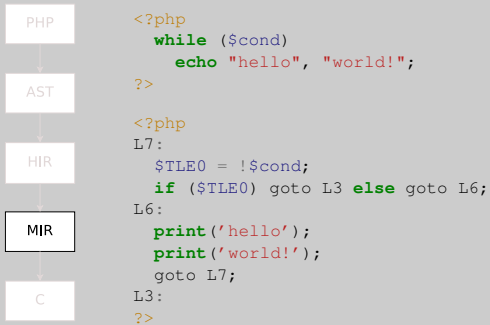 PHP
AST
HIR
MIR
C
<?php
while ($cond)
echo "hello", "world!";
?>
<?php
L7:
$TLE0 = !$cond;
if ($TLE0) goto L3 else goto L6;
L6:
print(’hello’);
print(’world!’);
goto L7;
L3:
?>